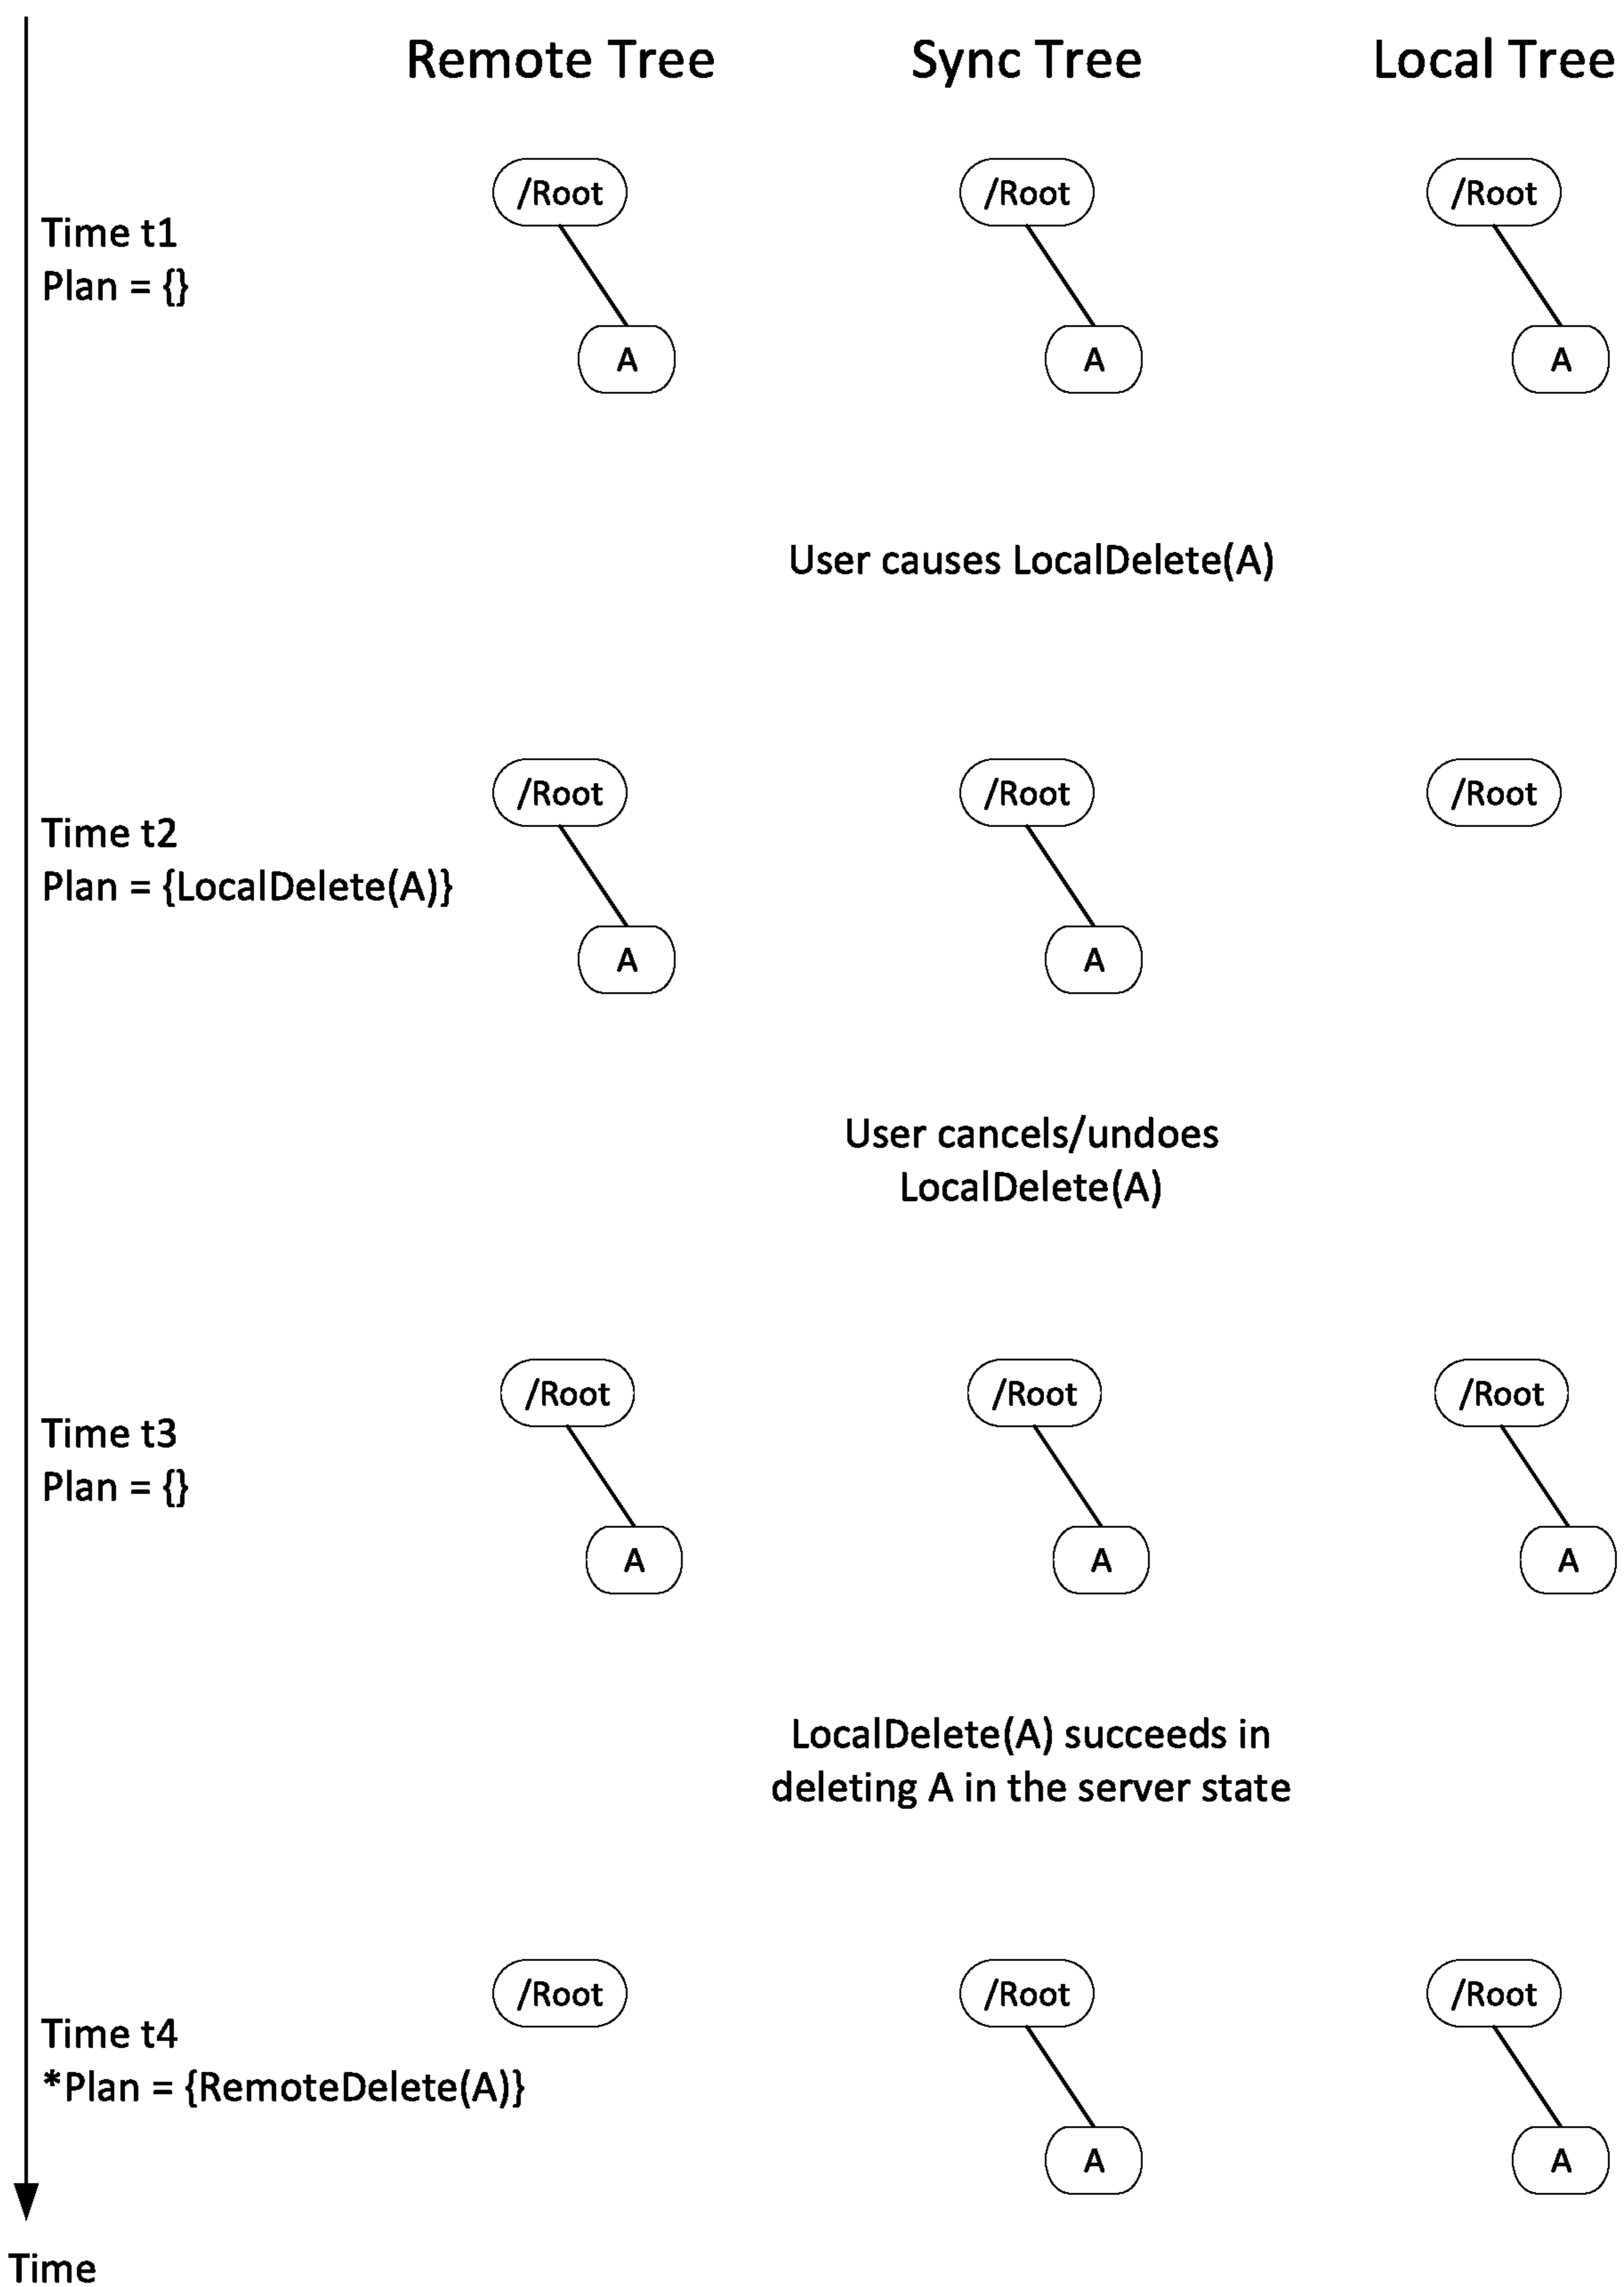 Remote Tree
Sync Tree
Local Tree
/Root
/Root
/Root
Time t1
Plan = {}
A
A
A
User causes LocalDelete(A)
/Root
/Root
/Root
Time t2
Plan = {LocalDelete(A)}
A
A
User cancels/undoes
LocalDelete(A)
/Root
/Root
/Root
Time t3
Plan = {}
A
A
A
LocalDelete(A) succeeds in
deleting A in the server state
/Root
/Root
/Root
Time t4
*Plan = {RemoteDelete(A)}
A
A
Time